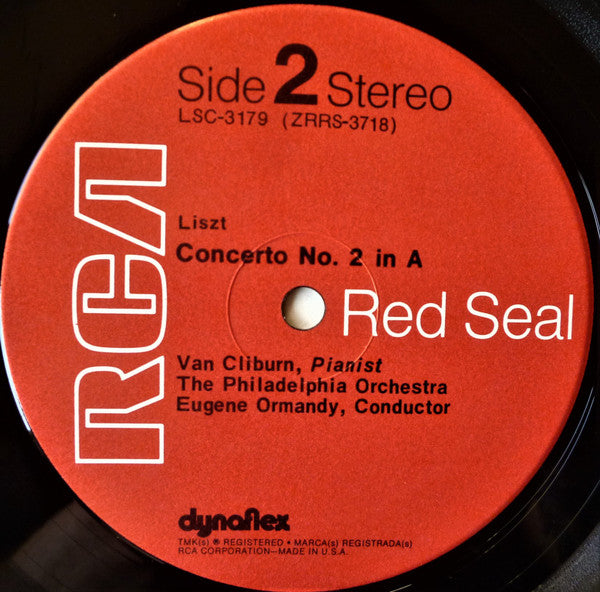 Side 2 Stereo
LSC-3179 (ZRRS-3718)
RCA
Liszt
Concerto No. 2 in A
Red Seal
Van Cliburn, Pianist
The Philadelphia Orchestra
Eugene Ormandy, Conductor
dynaflex
TMK(s) ® REGISTERED • MARCA(s) REGISTRADA(s)
RCA CORPORATION—MADE IN U.S.A.